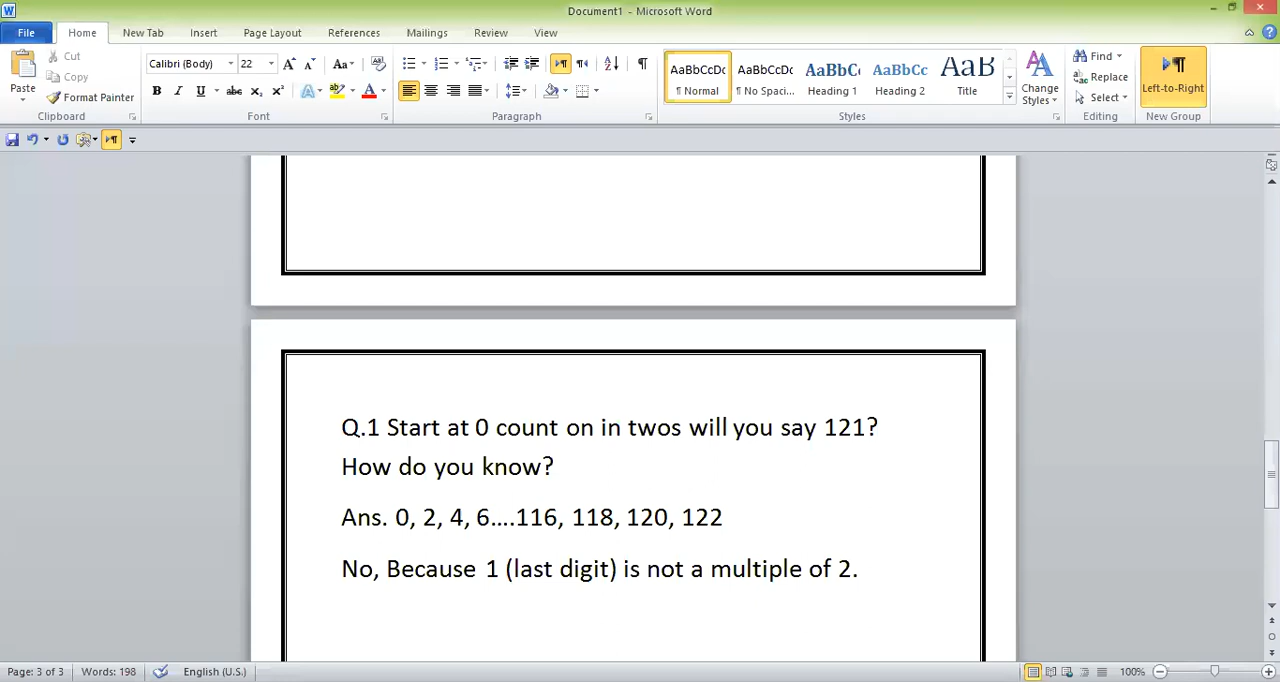 Document1 - Microsoft Word
File Home New Tab Insert Page Layout References Mailings Review View
Paste
Cut
Copy
Format Painter
Clipboard
Calibri (Body) 22
Font
Paragraph
AaBbCcDc
¶ Normal
AaBbCcDc
¶ No Spaci...
AaBbC
Heading 1
AaBbCc
Heading 2
AaB
Title
Change
Styles
Styles
Find
Replace
Select
Editing
Left-to-Right
New Group
Q.1 Start at 0 count on in twos will you say 121?
How do you know?
Ans. 0, 2, 4, 6....116, 118, 120, 122
No, Because 1 (last digit) is not a multiple of 2.
Page: 3 of 3 Words: 198 English (U.S.) 100%